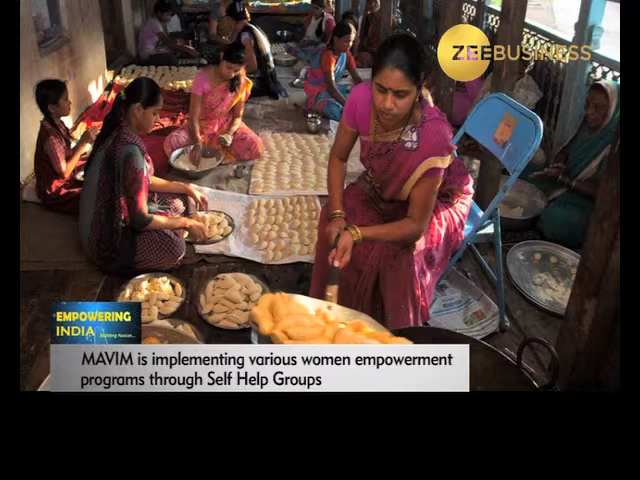 ZEEBUSINESS
EMPOWERING
INDIA
MAVIM is implementing various women empowerment
programs through Self Help Groups